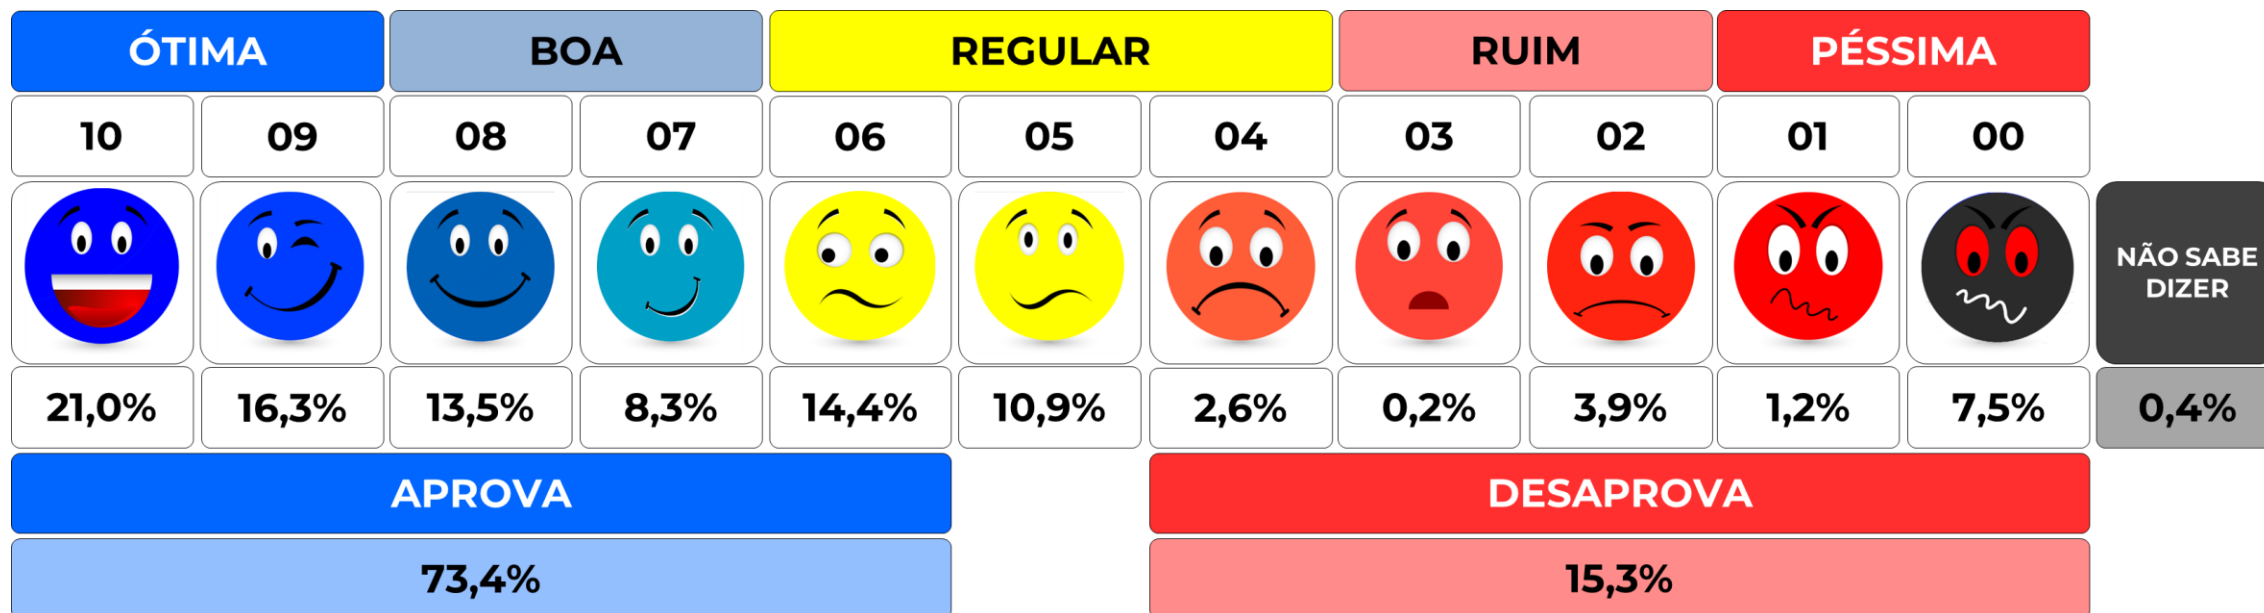 ÓTIMA BOA REGULAR RUIM PÉSSIMA
10 09 08 07 06 05 04 03 02 01 00
NÃO SABE
DIZER
21,0% 16,3% 13,5% 8,3% 14,4% 10,9% 2,6% 0,2% 3,9% 1,2% 7,5% 0,4%
APROVA DESAPROVA
73,4% 15,3%